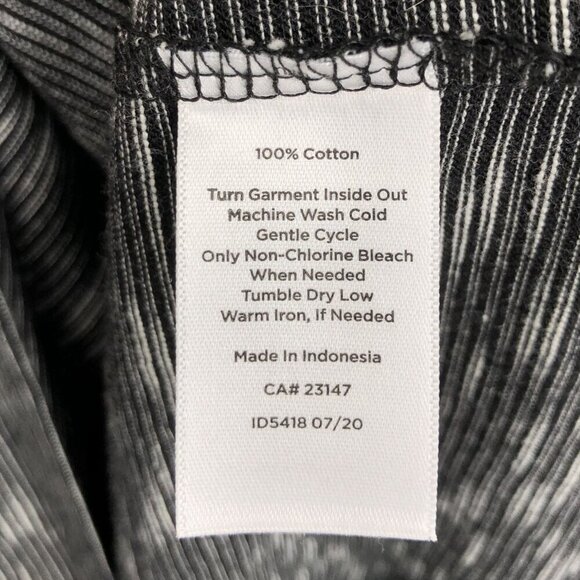 100% Cotton
Turn Garment Inside Out
Machine Wash Cold
Gentle Cycle
Only Non-Chlorine Bleach
When Needed
Tumble Dry Low
Warm Iron, If Needed
Made In Indonesia
CA# 23147
ID5418 07/20